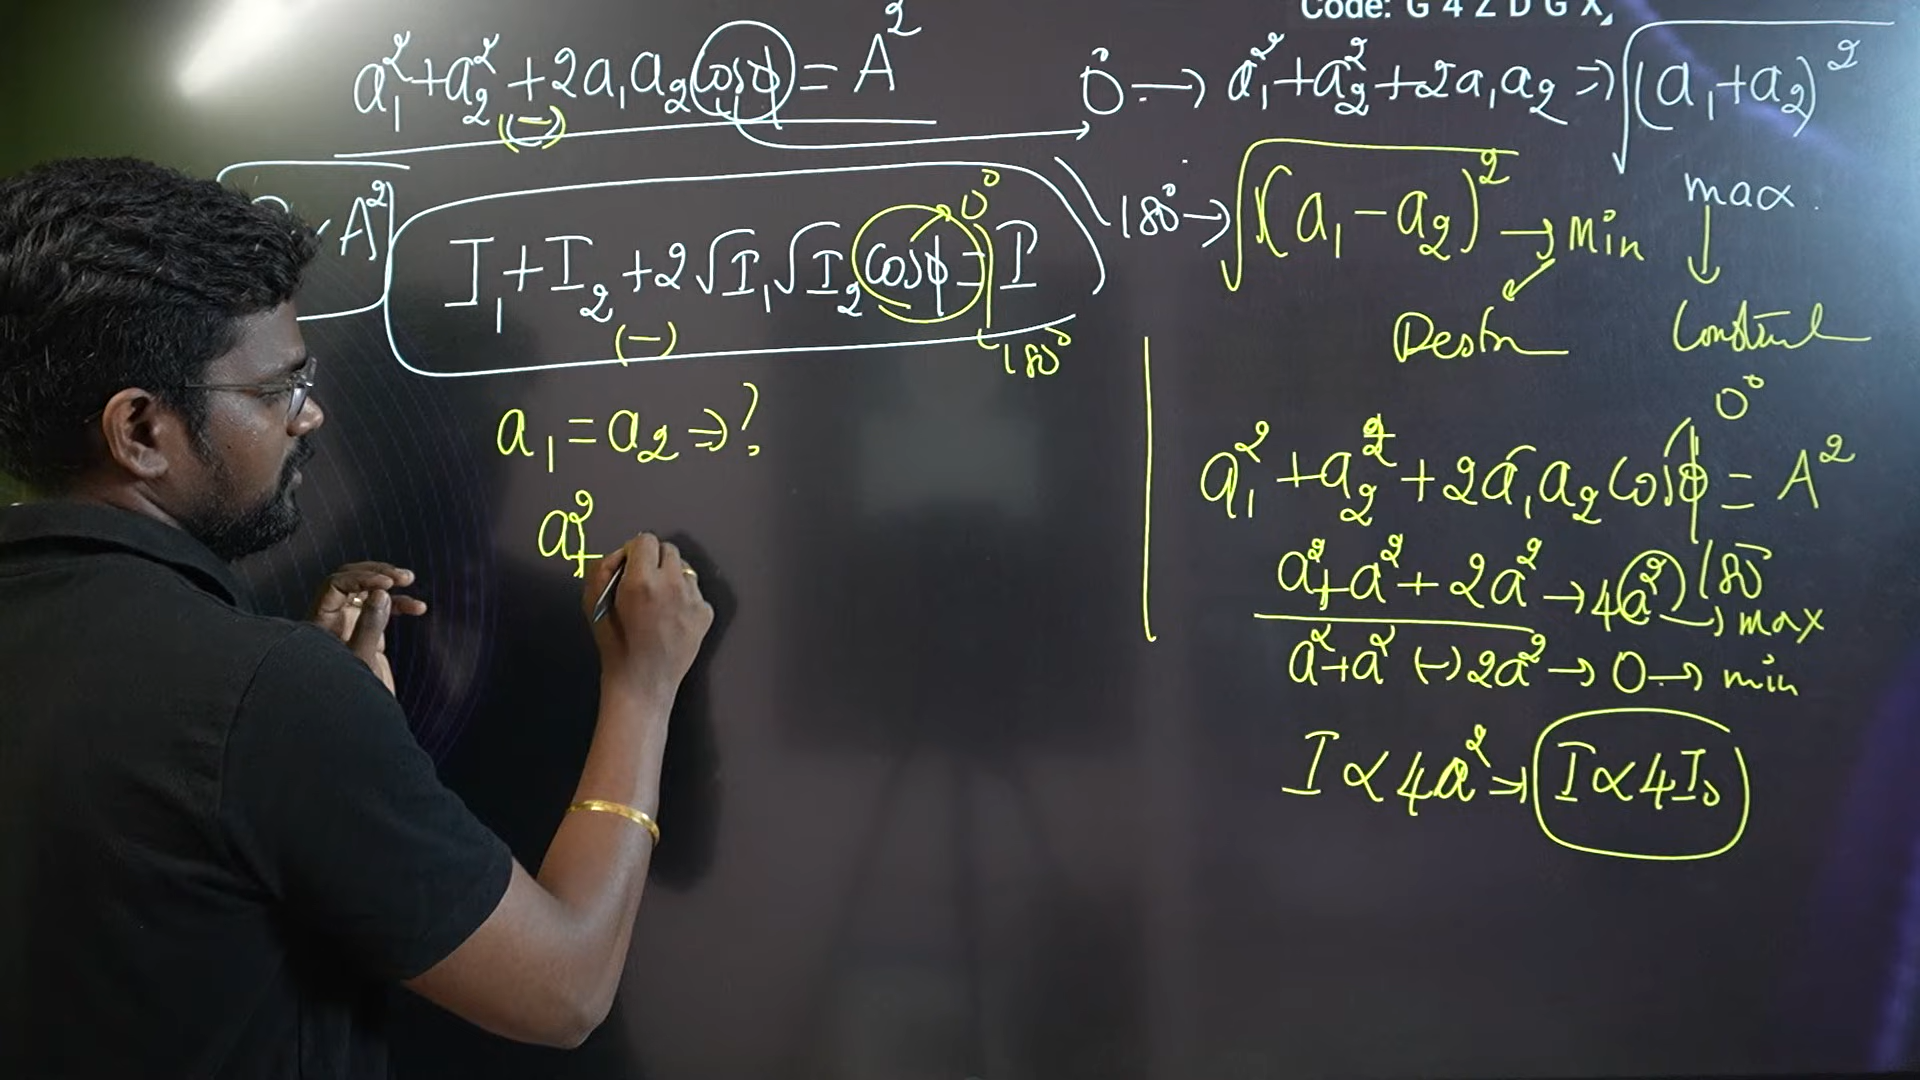 Code: G 4 Z D G X
a₁² + a₂² + 2a₁a₂ cosϕ = A²
(−)
0° → a₁² + a₂² + 2a₁a₂ ⇒ √(a₁+a₂)²
max.
A²
I₁ + I₂ + 2√I₁√I₂ cosϕ = I
0°
(−)
180°
180° → √(a₁ − a₂)² → Min
Destn
Construl
a₁ = a₂ ⇒ ?
a² +
0°
a₁² + a₂² + 2a₁a₂ cosϕ = A²
180°
a² + a² + 2a² → 4a² → max
a² + a² (−) 2a² → 0 → min
I ∝ 4a² ⇒ I ∝ 4I₀